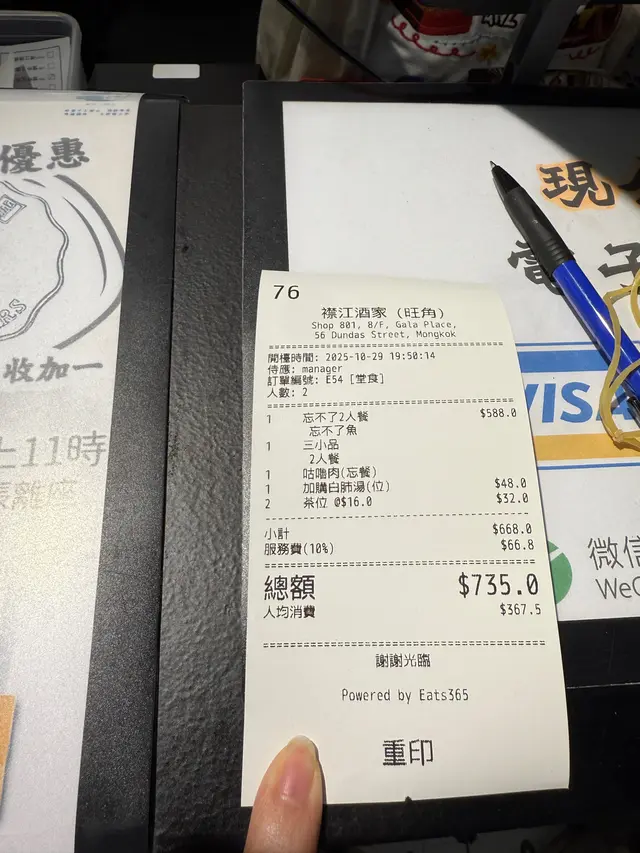 優惠
收加一
上11時
現
電子
VISA
微信
WeC
76
襟江酒家 (旺角)
Shop 801, 8/F, Gala Place,
56 Dundas Street, Mongkok
開檯時間: 2025-10-29 19:50:14
侍應: manager
訂單編號: E54 [堂食]
人數: 2
1 忘不了2人餐 $588.0
忘不了魚
1 三小品
2人餐
1 咕嚕肉(忘餐)
1 加購白肺湯(位) $48.0
2 茶位 @$16.0 $32.0
小計 $668.0
服務費(10%) $66.8
總額 $735.0
人均消費 $367.5
謝謝光臨
Powered by Eats365
重印